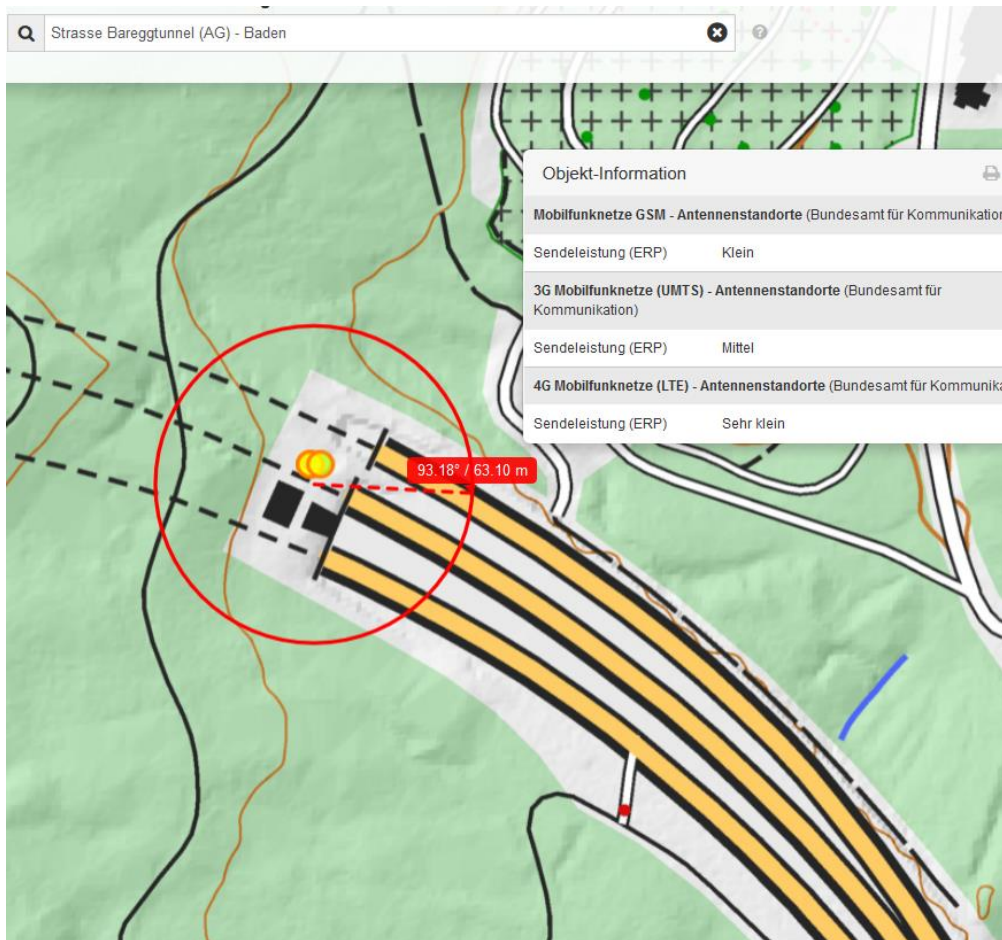 Strasse Bareggtunnel (AG) - Baden
Objekt-Information
Mobilfunknetze GSM - Antennenstandorte (Bundesamt für Kommunikation
Sendeleistung (ERP) Klein
3G Mobilfunknetze (UMTS) - Antennenstandorte (Bundesamt für
Kommunikation)
Sendeleistung (ERP) Mittel
4G Mobilfunknetze (LTE) - Antennenstandorte (Bundesamt für Kommunika
Sendeleistung (ERP) Sehr klein
93.18° / 63.10 m